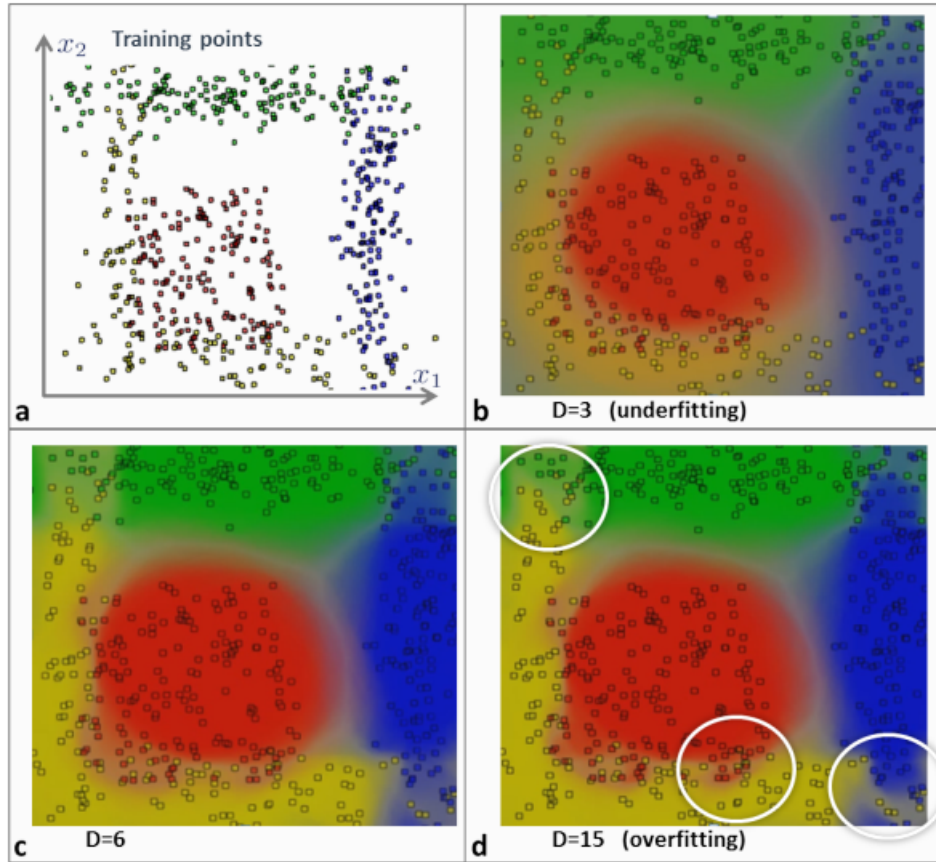 Training points
x₂
x₁
a
D=3 (underfitting)
b
D=6
c
D=15 (overfitting)
d